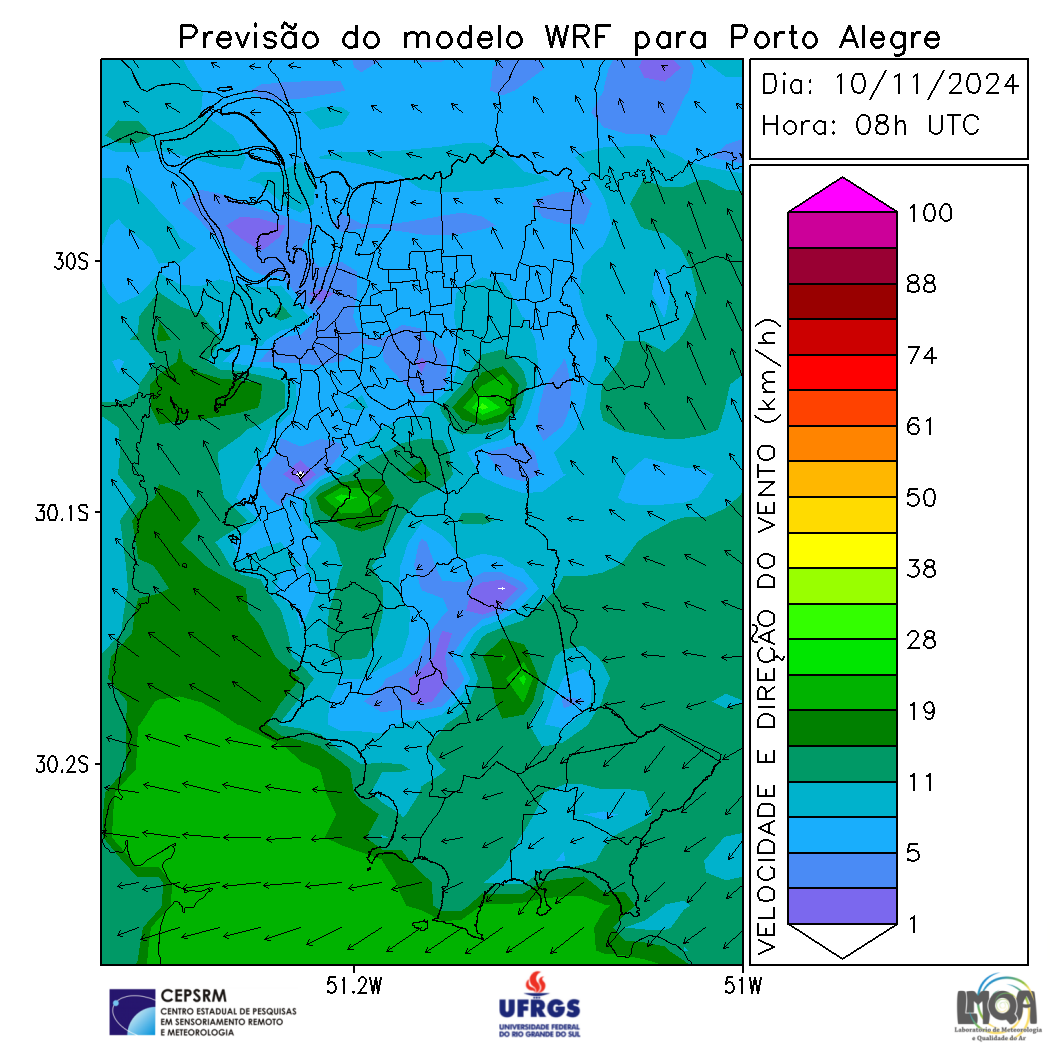 Previsão do modelo WRF para Porto Alegre
Dia: 10/11/2024
Hora: 08h UTC
30S
30.1S
30.2S
51.2W
51W
VELOCIDADE E DIREÇÃO DO VENTO (km/h)
100
88
74
61
50
38
28
19
11
5
1
CEPSRM
CENTRO ESTADUAL DE PESQUISAS
EM SENSORIAMENTO REMOTO
E METEOROLOGIA
UFRGS
UNIVERSIDADE FEDERAL
DO RIO GRANDE DO SUL
LMQA
Laboratório de Meteorologia
e Qualidade do Ar